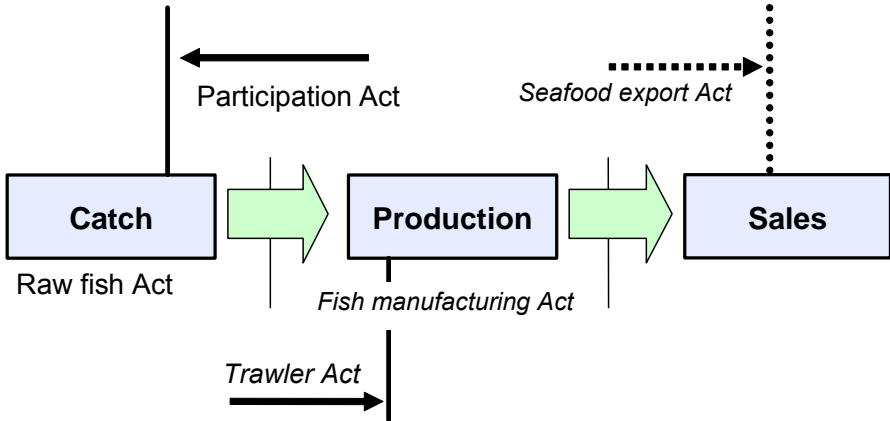 Participation Act
Seafood export Act
Catch
Production
Sales
Raw fish Act
Fish manufacturing Act
Trawler Act